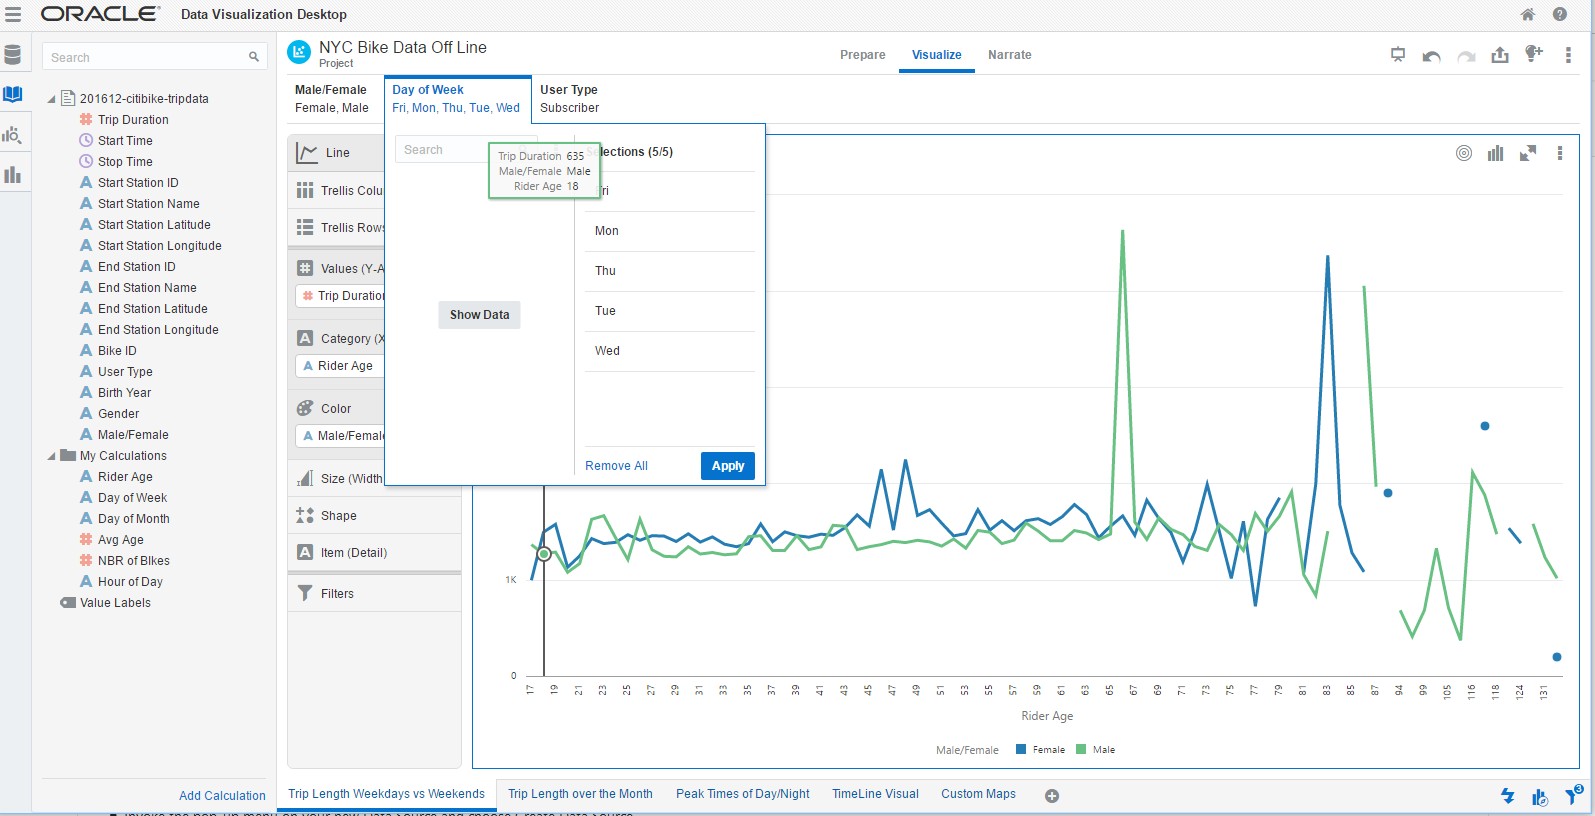 ORACLE Data Visualization Desktop
Search
201612-citibike-tripdata
Trip Duration
Start Time
Stop Time
Start Station ID
Start Station Name
Start Station Latitude
Start Station Longitude
End Station ID
End Station Name
End Station Latitude
End Station Longitude
Bike ID
User Type
Birth Year
Gender
Male/Female
My Calculations
Rider Age
Day of Week
Day of Month
Avg Age
NBR of BIkes
Hour of Day
Value Labels
Add Calculation
NYC Bike Data Off Line
Project
Prepare Visualize Narrate
Male/Female
Female, Male
Day of Week
Fri, Mon, Thu, Tue, Wed
User Type
Subscriber
Line
Trellis Colu
Trellis Rows
Values (Y-A
Trip Duration
Category (X
Rider Age
Color
Male/Female
Size (Width
Shape
Item (Detail)
Filters
Search
Trip Duration 635
Male/Female Male
Rider Age 18
lections (5/5)
ri
Mon
Thu
Tue
Wed
Show Data
Remove All Apply
1K
0
17 19 21 23 25 27 29 31 33 35 37 39 41 43 45 47 49 51 53 55 57 59 61 63 65 67 69 71 73 75 77 79 81 83 85 87 94 99 105 116 118 124 131
Rider Age
Male/Female Female Male
Trip Length Weekdays vs Weekends Trip Length over the Month Peak Times of Day/Night TimeLine Visual Custom Maps
3